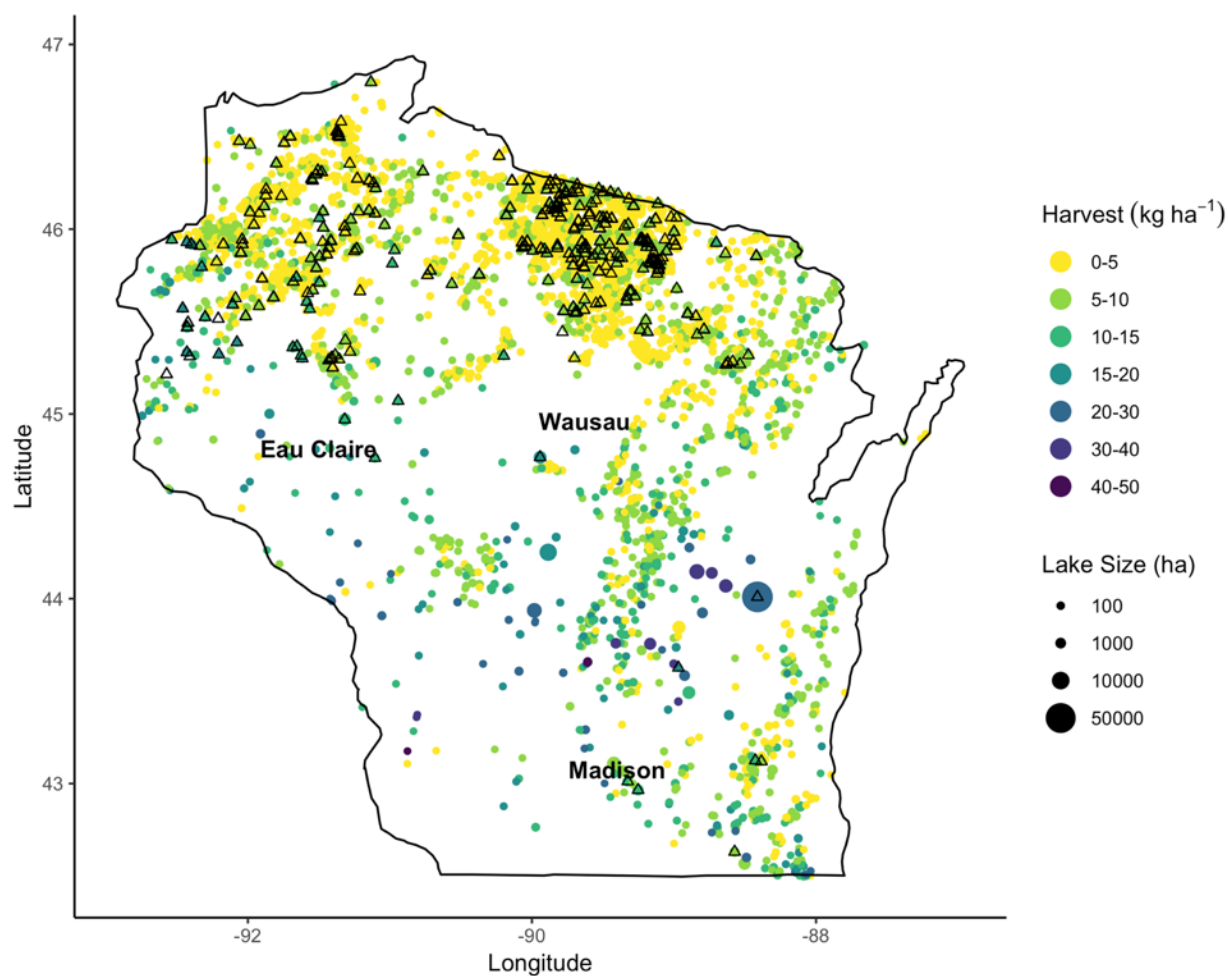 47
46
45
44
43
Latitude
-92
-90
-88
Longitude
Wausau
Eau Claire
Madison
Harvest (kg ha⁻¹)
0-5
5-10
10-15
15-20
20-30
30-40
40-50
Lake Size (ha)
100
1000
10000
50000